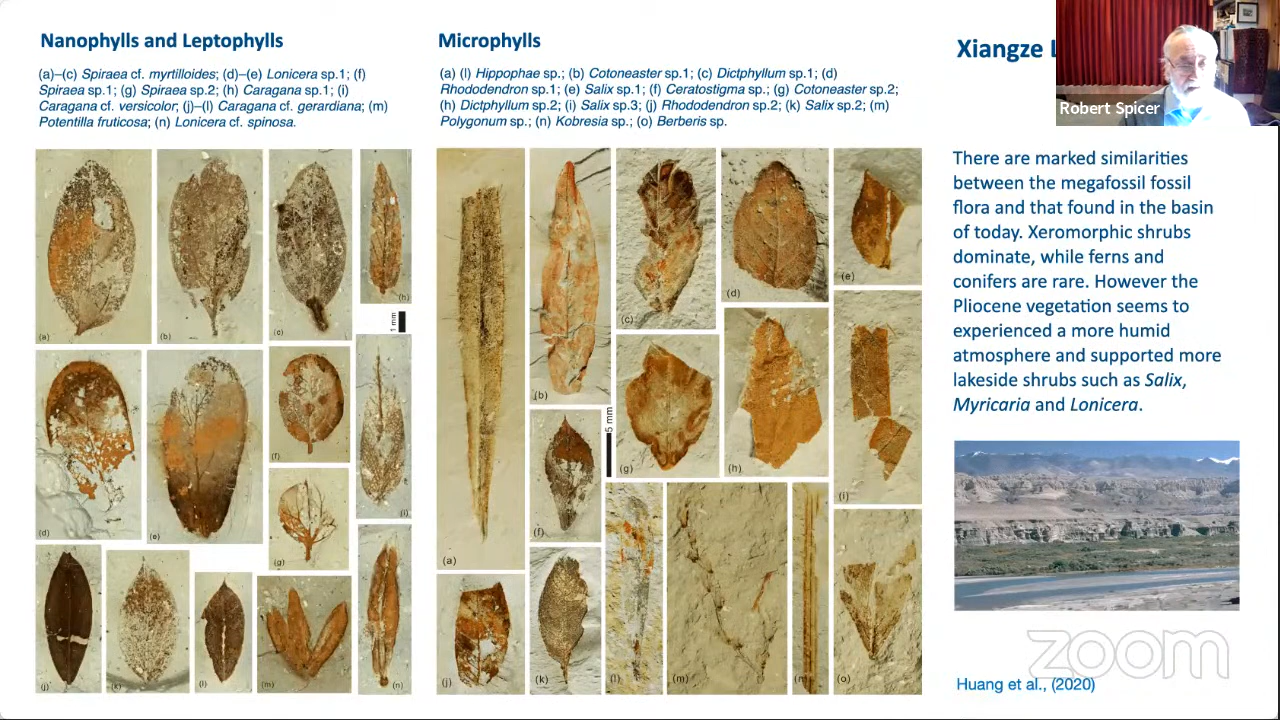 Nanophylls and Leptophylls
(a)–(c) Spiraea cf. myrtilloides; (d)–(e) Lonicera sp.1; (f)
Spiraea sp.1; (g) Spiraea sp.2; (h) Caragana sp.1; (i)
Caragana cf. versicolor; (j)–(l) Caragana cf. gerardiana; (m)
Potentilla fruticosa; (n) Lonicera cf. spinosa.
(a)
(b)
(c)
(h)
1 mm
(d)
(e)
(f)
(g)
(i)
(j)
(k)
(l)
(m)
(n)
Microphylls
(a) (l) Hippophae sp.; (b) Cotoneaster sp.1; (c) Dictphyllum sp.1; (d)
Rhododendron sp.1; (e) Salix sp.1; (f) Ceratostigma sp.; (g) Cotoneaster sp.2;
(h) Dictphyllum sp.2; (i) Salix sp.3; (j) Rhododendron sp.2; (k) Salix sp.2; (m)
Polygonum sp.; (n) Kobresia sp.; (o) Berberis sp.
(a)
(b)
(c)
(d)
(e)
5 mm
(f)
(g)
(h)
(i)
(j)
(k)
(l)
(m)
(n)
(o)
Xiangze
Robert Spicer
There are marked similarities
between the megafossil fossil
flora and that found in the basin
of today. Xeromorphic shrubs
dominate, while ferns and
conifers are rare. However the
Pliocene vegetation seems to
experienced a more humid
atmosphere and supported more
lakeside shrubs such as Salix,
Myricaria and Lonicera.
zoom
Huang et al., (2020)